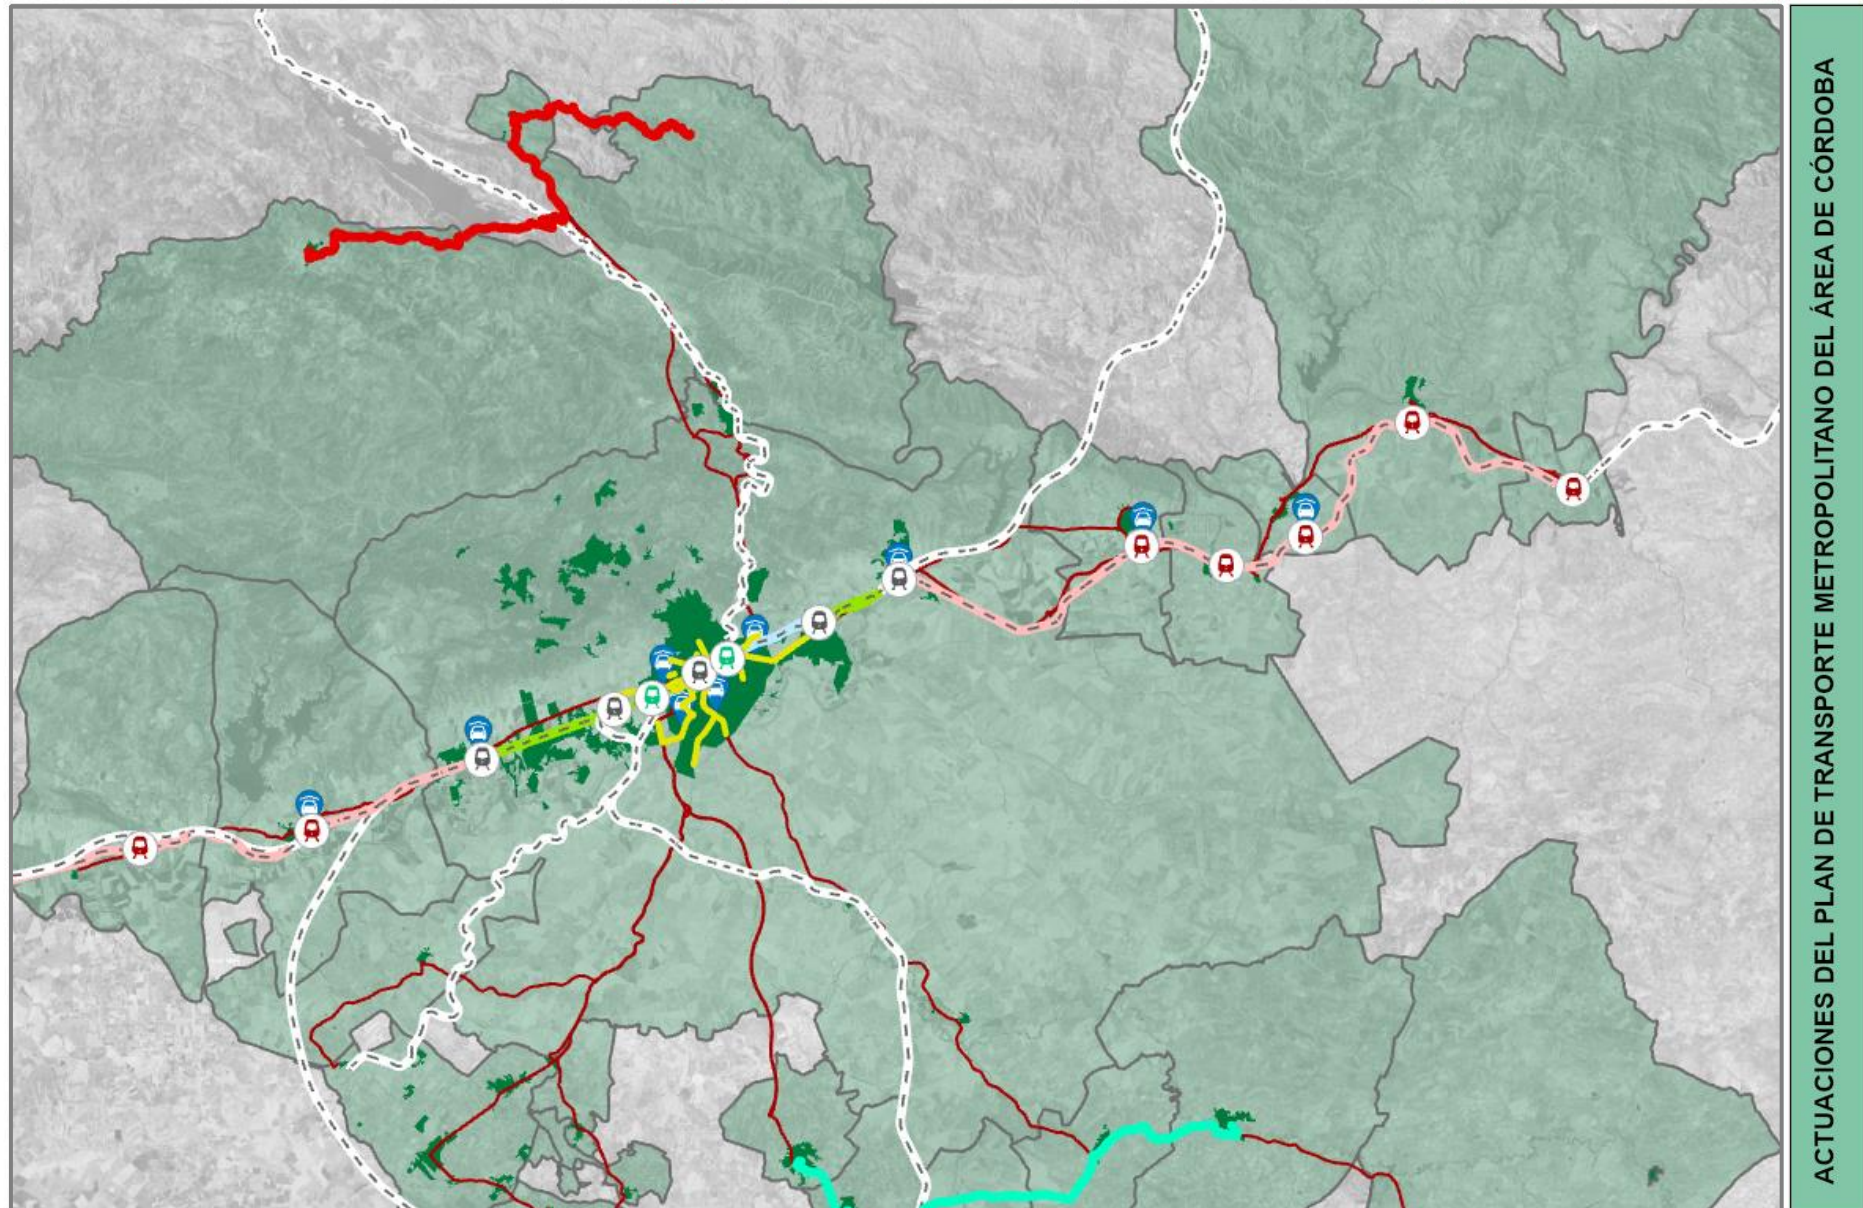 ACTUACIONES DEL PLAN DE TRANSPORTE METROPOLITANO DEL ÁREA DE CÓRDOBA